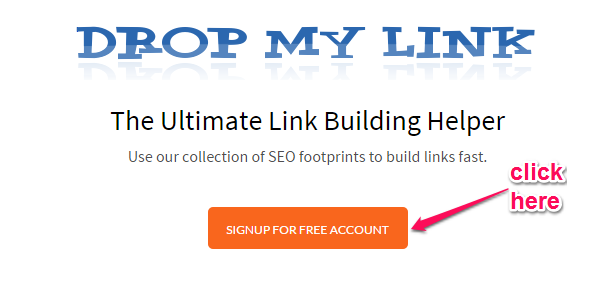 DROP MY LINK
The Ultimate Link Building Helper
Use our collection of SEO footprints to build links fast.
click
here
SIGNUP FOR FREE ACCOUNT